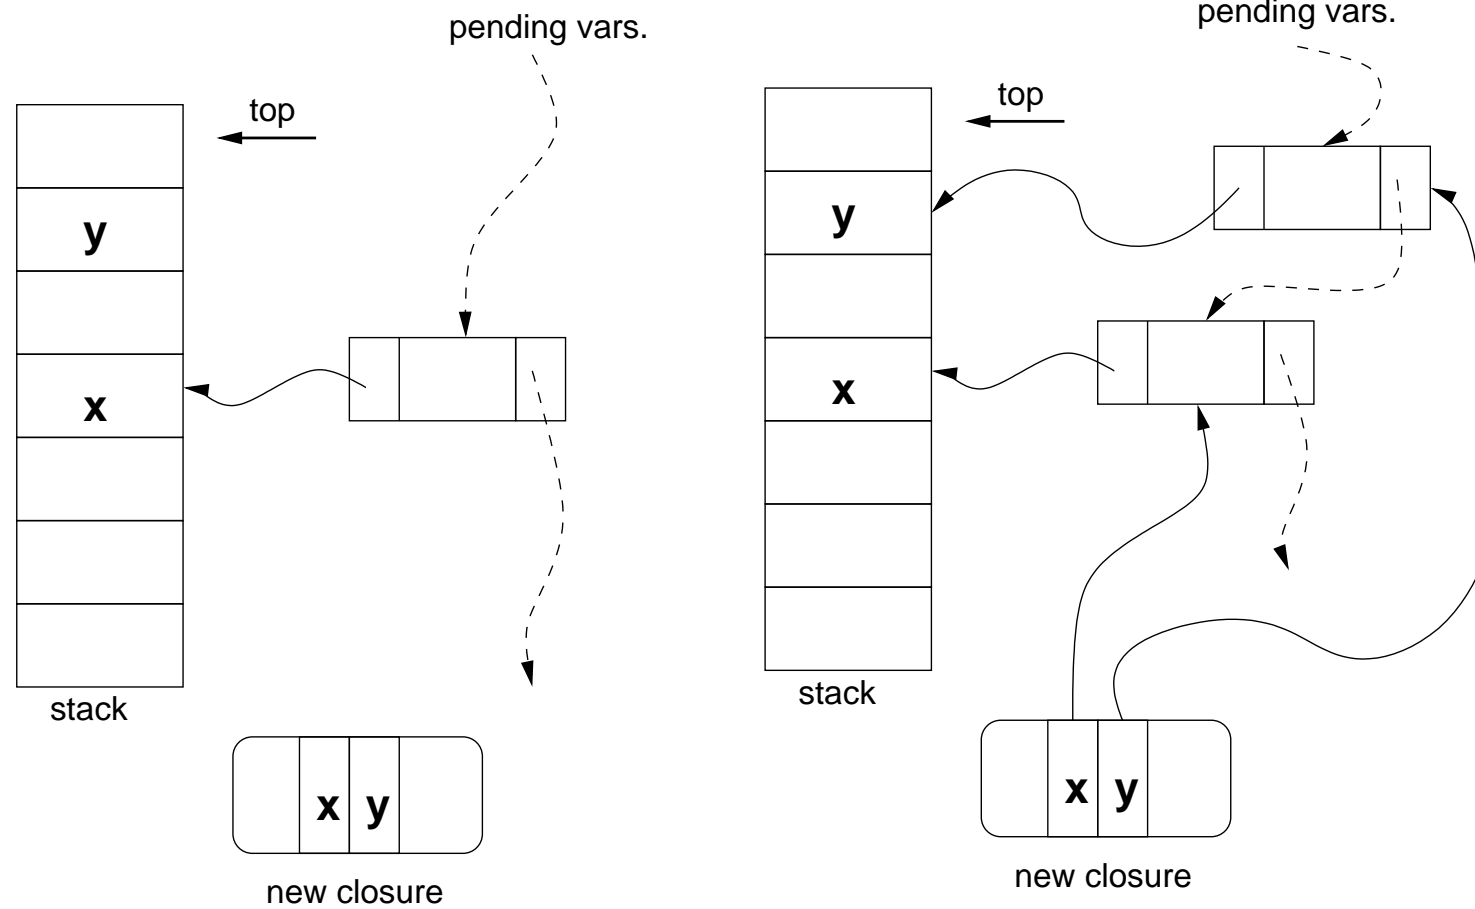 pending vars.
top
y
x
stack
x y
new closure
pending vars.
top
y
x
stack
x y
new closure